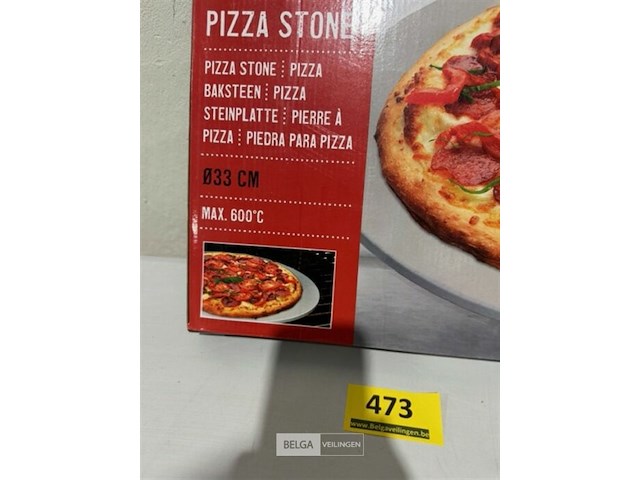 PIZZA STONE
PIZZA STONE ⋮ PIZZA
BAKSTEEN ⋮ PIZZA
STEINPLATTE ⋮ PIERRE À
PIZZA ⋮ PIEDRA PARA PIZZA
Ø33 CM
MAX. 600°C
473
www.Belgaveilingen.be
BELGA VEILINGEN